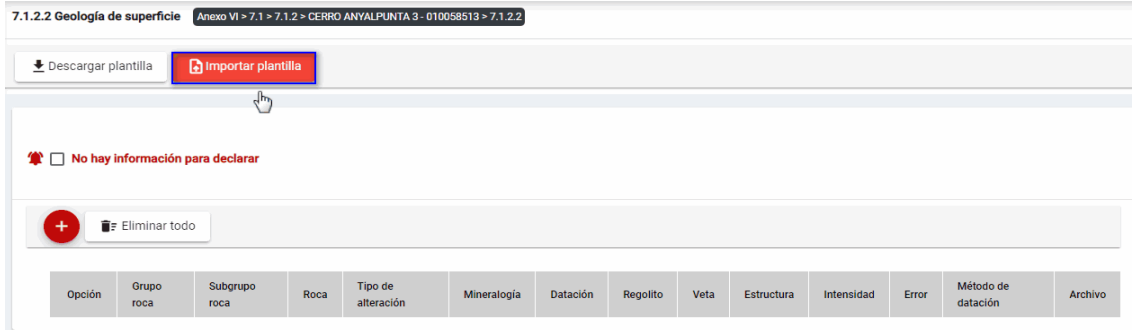 7.1.2.2 Geología de superficie Anexo VI > 7.1 > 7.1.2 > CERRO ANYALPUNTA 3 - 010058513 > 7.1.2.2
Descargar plantilla Importar plantilla
No hay información para declarar
+ Eliminar todo
Opción Grupo roca Subgrupo roca Roca Tipo de alteración Mineralogía Datación Regolito Veta Estructura Intensidad Error Método de datación Archivo